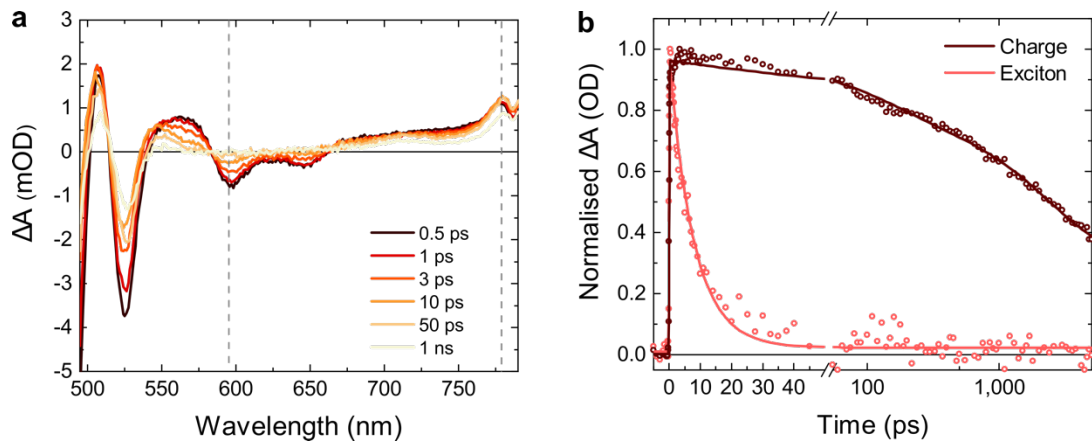 a
ΔA (mOD)
3
2
1
0
-1
-2
-3
-4
-5
0.5 ps
1 ps
3 ps
10 ps
50 ps
1 ns
500 550 600 650 700 750
Wavelength (nm)
b
Normalised ΔA (OD)
1.0
0.8
0.6
0.4
0.2
0.0
Charge
Exciton
0 10 20 30 40 100 1,000
Time (ps)